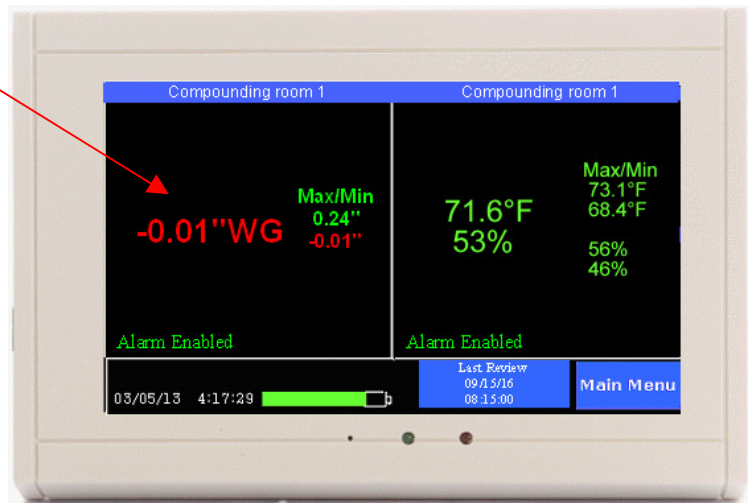 Compounding room 1
-0.01"WG
Max/Min
0.24"
-0.01"
Alarm Enabled
Compounding room 1
71.6°F
53%
Max/Min
73.1°F
68.4°F
56%
46%
Alarm Enabled
03/05/13 4:17:29
Last Review
09/15/16
08:15:00
Main Menu